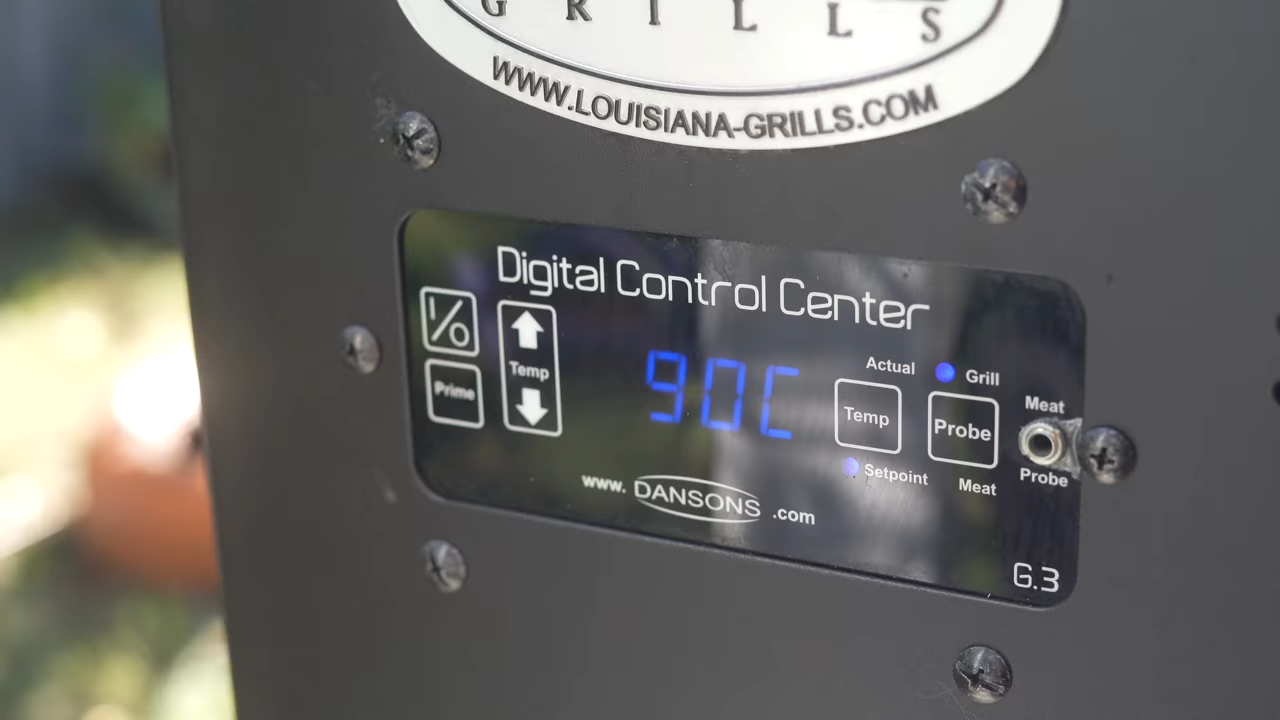 GRILLS
WWW.LOUISIANA-GRILLS.COM
Digital Control Center
I/O
Prime
Temp
90C
Actual
Temp
Setpoint
Grill
Probe
Meat
Meat
Probe
www.DANSONS.com
G.3